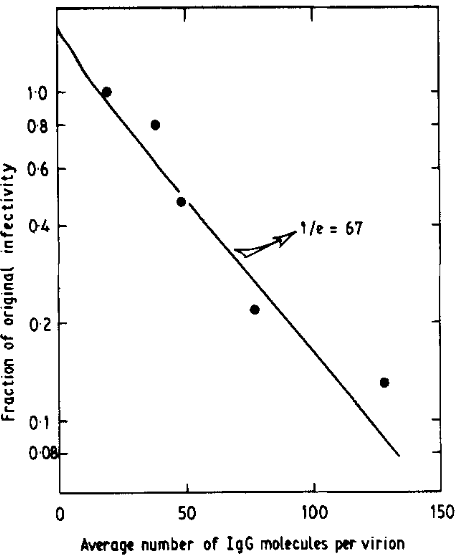 Fraction of original infectivity
1·0
0·8
0·6
0·4
0·2
0·1
0·08
1/e = 67
0 50 100 150
Average number of IgG molecules per virion